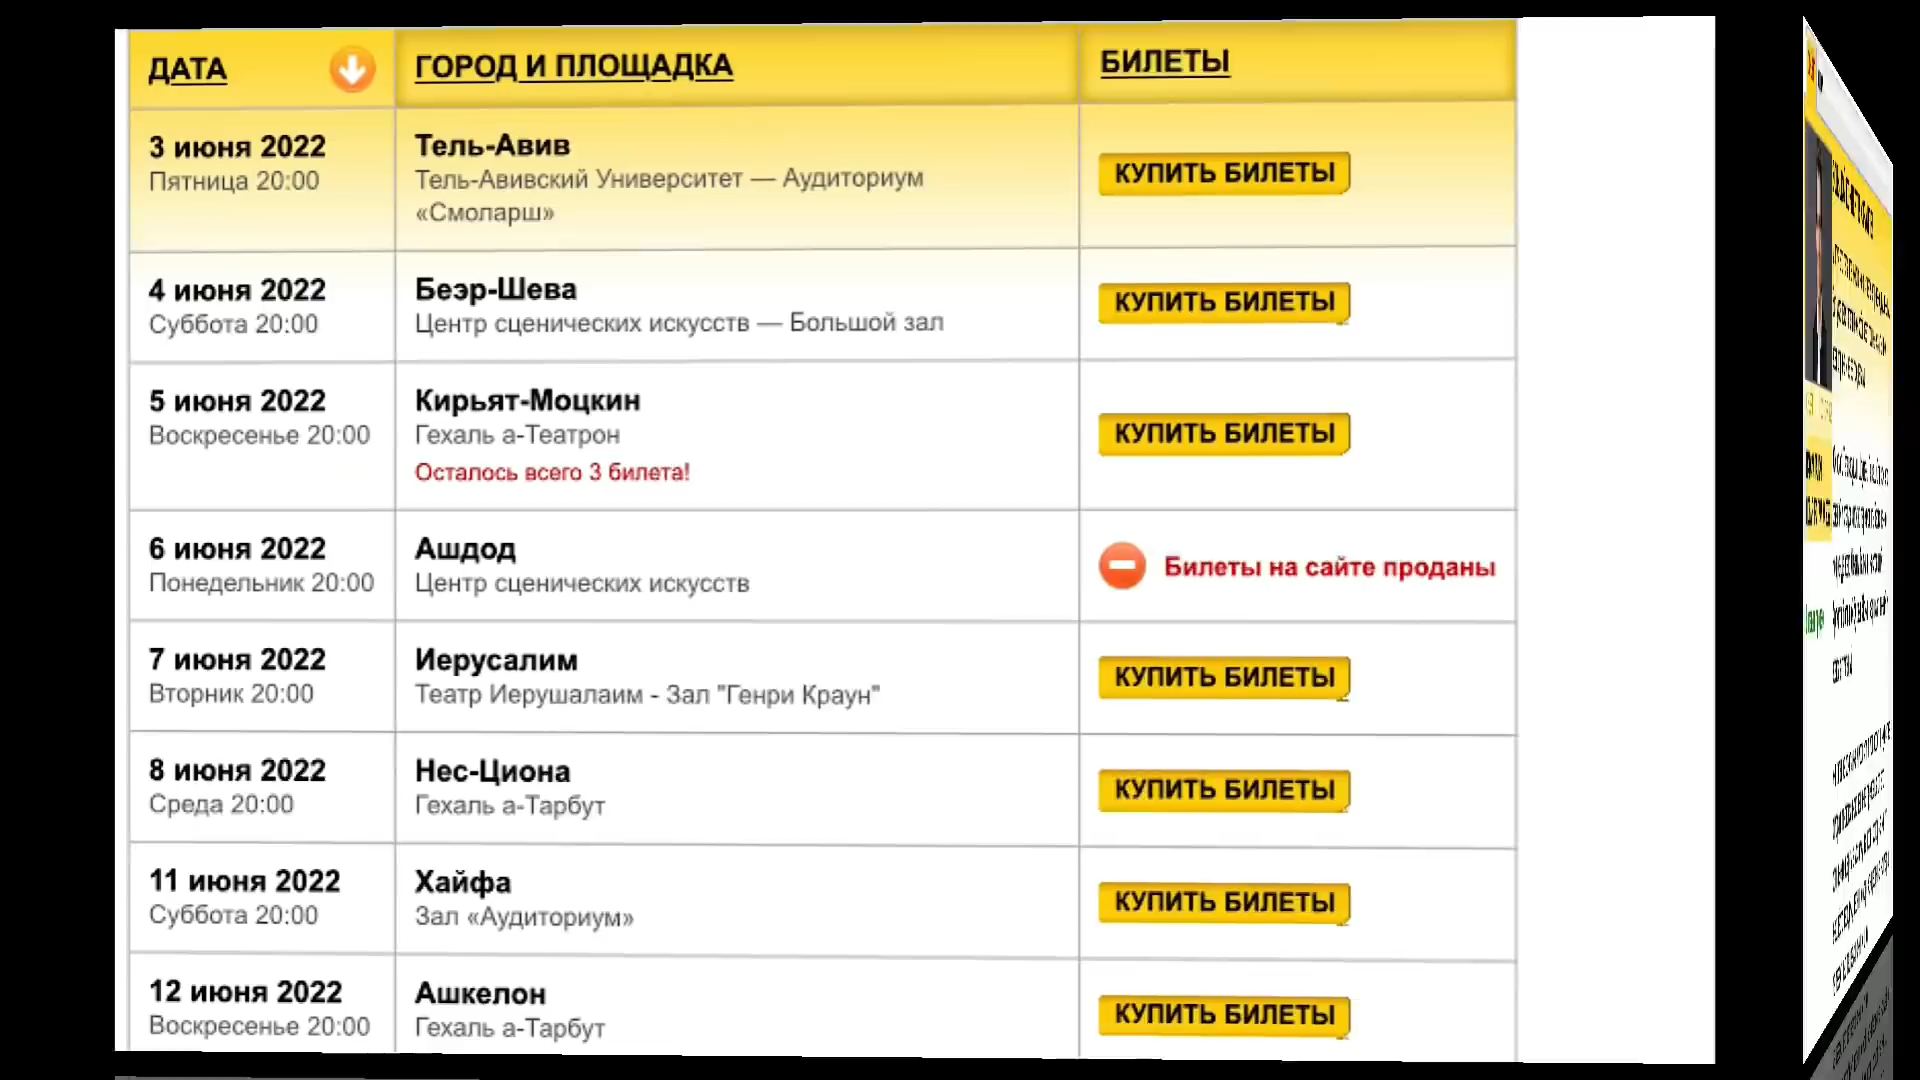 ДАТА
ГОРОД И ПЛОЩАДКА
БИЛЕТЫ
3 июня 2022
Пятница 20:00
Тель-Авив
Тель-Авивский Университет — Аудиториум
«Смоларш»
КУПИТЬ БИЛЕТЫ
4 июня 2022
Суббота 20:00
Беэр-Шева
Центр сценических искусств — Большой зал
КУПИТЬ БИЛЕТЫ
5 июня 2022
Воскресенье 20:00
Кирьят-Моцкин
Гехаль а-Театрон
Осталось всего 3 билета!
КУПИТЬ БИЛЕТЫ
6 июня 2022
Понедельник 20:00
Ашдод
Центр сценических искусств
Билеты на сайте проданы
7 июня 2022
Вторник 20:00
Иерусалим
Театр Иерушалаим - Зал "Генри Краун"
КУПИТЬ БИЛЕТЫ
8 июня 2022
Среда 20:00
Нес-Циона
Гехаль а-Тарбут
КУПИТЬ БИЛЕТЫ
11 июня 2022
Суббота 20:00
Хайфа
Зал «Аудиториум»
КУПИТЬ БИЛЕТЫ
12 июня 2022
Воскресенье 20:00
Ашкелон
Гехаль а-Тарбут
КУПИТЬ БИЛЕТЫ